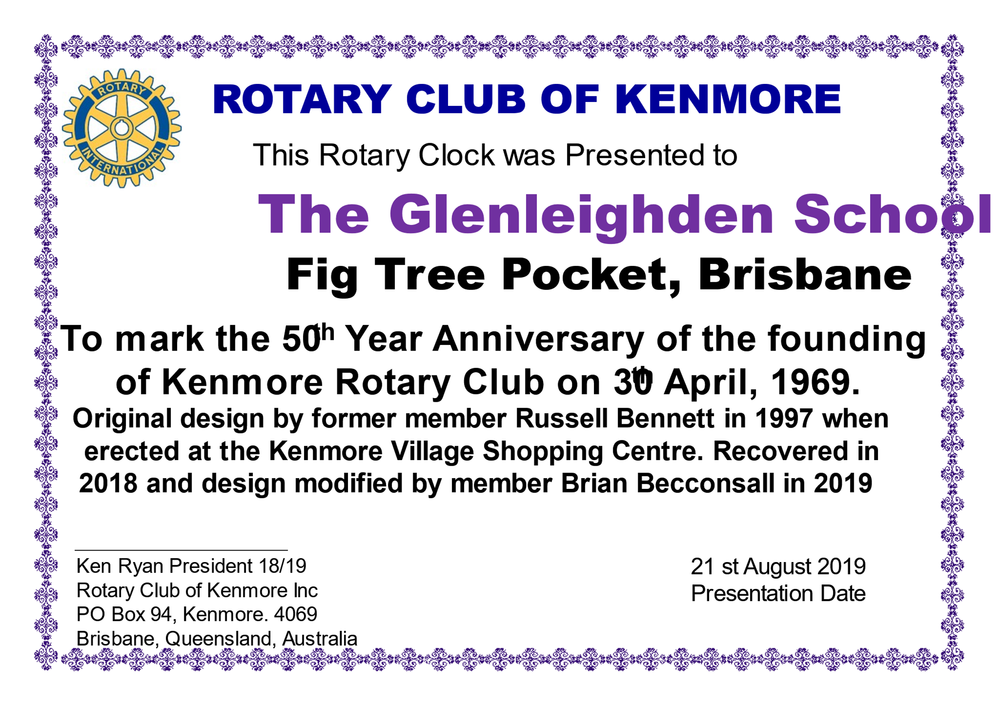 ROTARY INTERNATIONAL
ROTARY CLUB OF KENMORE
This Rotary Clock was Presented to
The Glenleighden School
Fig Tree Pocket, Brisbane
To mark the 50th Year Anniversary of the founding
of Kenmore Rotary Club on 30th April, 1969.
Original design by former member Russell Bennett in 1997 when
erected at the Kenmore Village Shopping Centre. Recovered in
2018 and design modified by member Brian Becconsall in 2019
Ken Ryan President 18/19
Rotary Club of Kenmore Inc
PO Box 94, Kenmore. 4069
Brisbane, Queensland, Australia
21 st August 2019
Presentation Date